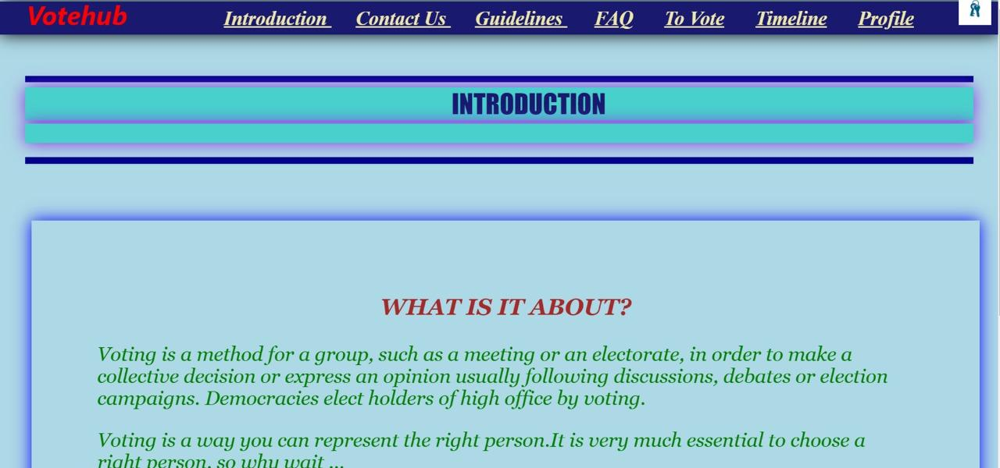 Votehub Introduction Contact Us Guidelines FAQ To Vote Timeline Profile
INTRODUCTION
WHAT IS IT ABOUT?
Voting is a method for a group, such as a meeting or an electorate, in order to make a
collective decision or express an opinion usually following discussions, debates or election
campaigns. Democracies elect holders of high office by voting.
Voting is a way you can represent the right person.It is very much essential to choose a
right person, so why wait ...